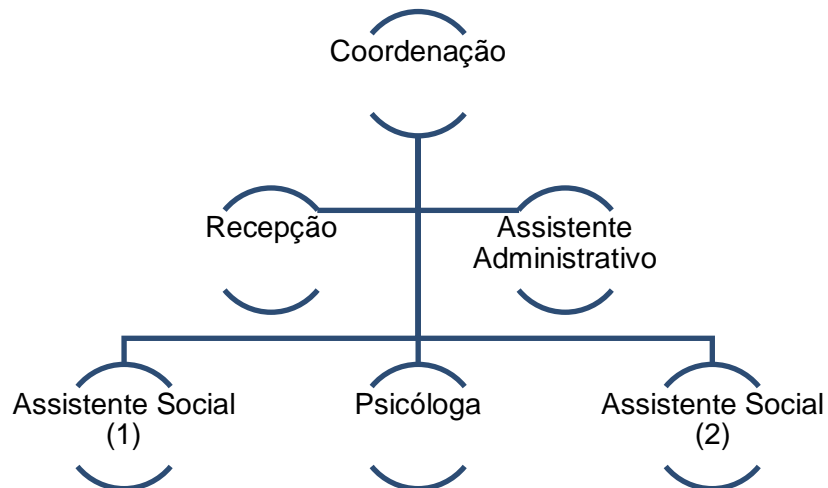 Coordenação
Recepção
Assistente
Administrativo
Assistente Social
(1)
Psicóloga
Assistente Social
(2)